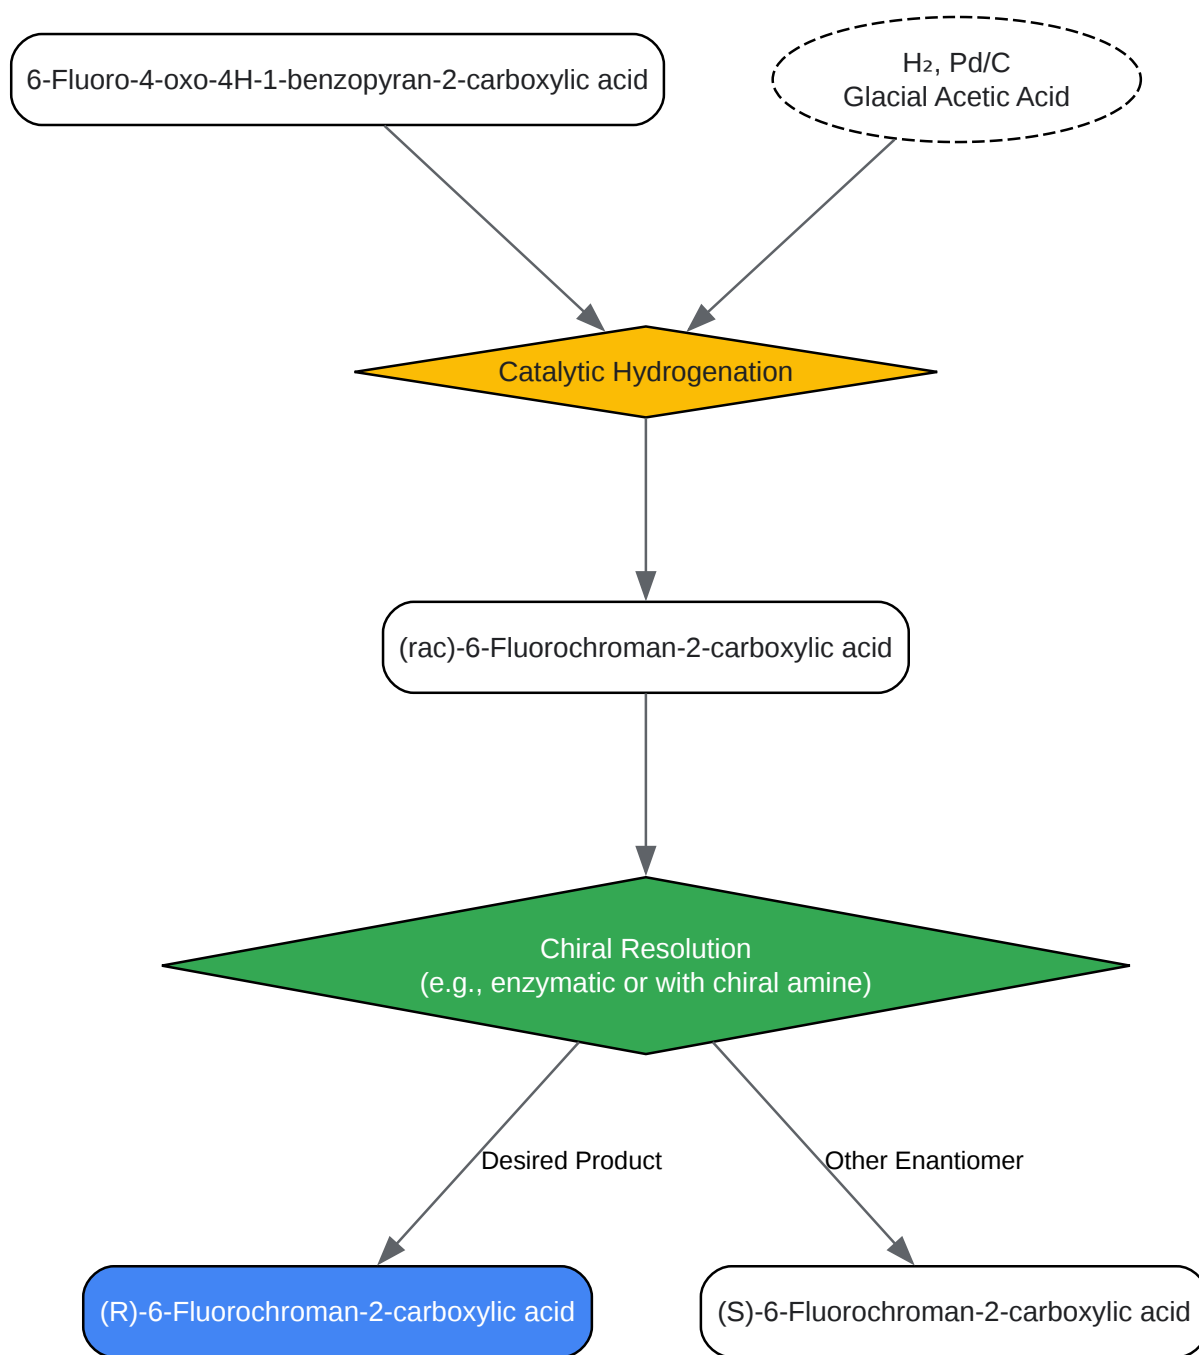 6-Fluoro-4-oxo-4H-1-benzopyran-2-carboxylic acid
H₂, Pd/C
Glacial Acetic Acid
Catalytic Hydrogenation
(rac)-6-Fluorochroman-2-carboxylic acid
Chiral Resolution
(e.g., enzymatic or with chiral amine)
Desired Product
Other Enantiomer
(R)-6-Fluorochroman-2-carboxylic acid
(S)-6-Fluorochroman-2-carboxylic acid